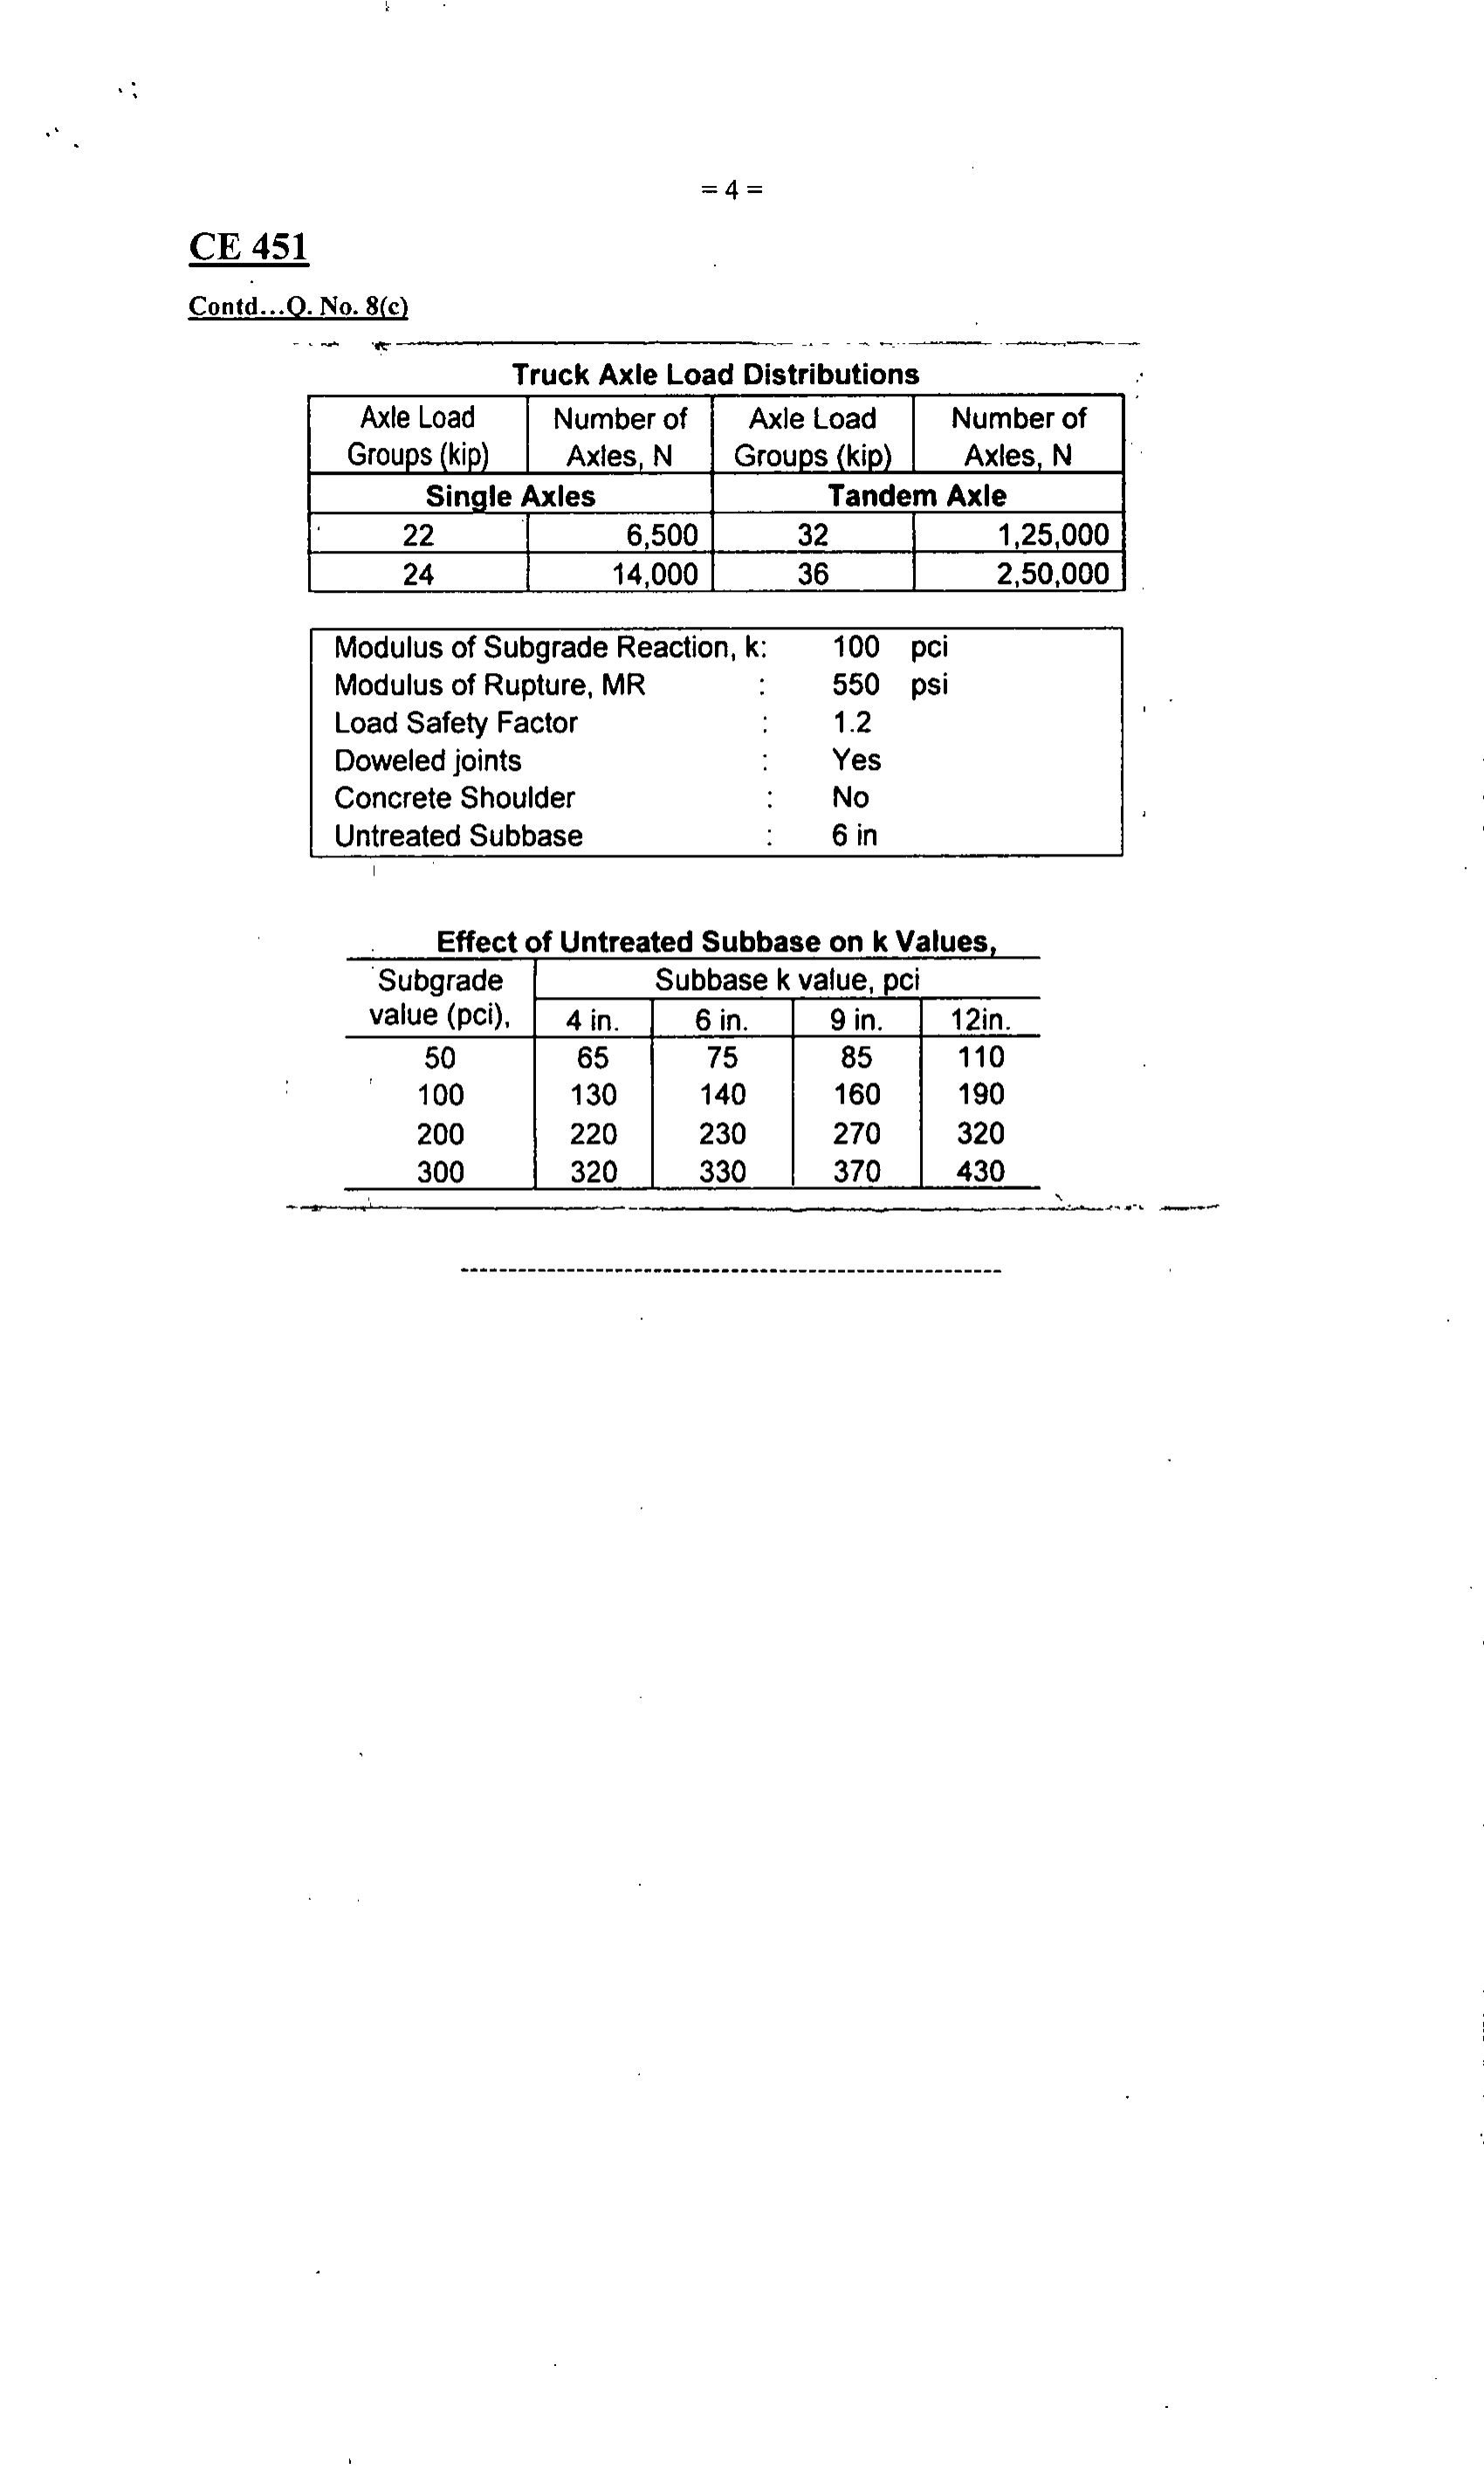 = 4 =
CE 451
Contd...Q. No. 8(c)
Truck Axle Load Distributions
Axle Load Groups (kip) Number of Axles, N Axle Load Groups (kip) Number of Axles, N
Single Axles Tandem Axle
22 6,500 32 1,25,000
24 14,000 36 2,50,000
Modulus of Subgrade Reaction, k: 100 pci
Modulus of Rupture, MR : 550 psi
Load Safety Factor : 1.2
Doweled joints : Yes
Concrete Shoulder : No
Untreated Subbase : 6 in
Effect of Untreated Subbase on k Values,
Subgrade value (pci), Subbase k value, pci
4 in. 6 in. 9 in. 12in.
50 65 75 85 110
100 130 140 160 190
200 220 230 270 320
300 320 330 370 430